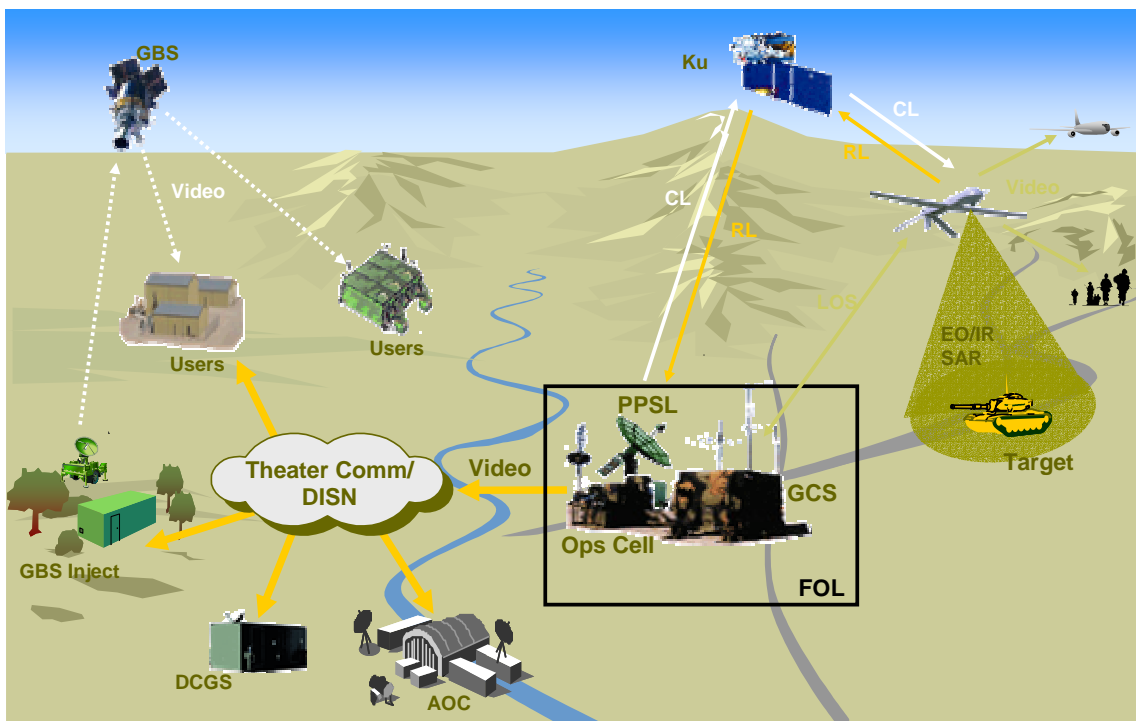 GBS
Ku
CL
RL
Video
Video
CL
RL
LOS
Users
Users
EO/IR
SAR
PPSL
Target
Theater Comm/
DISN
Video
GCS
Ops Cell
GBS Inject
FOL
DCGS
AOC